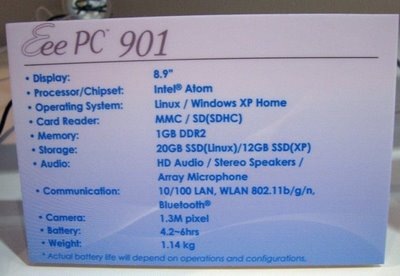 Eee PC™ 901
• Display: 8.9"
• Processor/Chipset: Intel® Atom
• Operating System: Linux / Windows XP Home
• Card Reader: MMC / SD(SDHC)
• Memory: 1GB DDR2
• Storage: 20GB SSD(Linux)/12GB SSD(XP)
• Audio: HD Audio / Stereo Speakers /
Array Microphone
• Communication: 10/100 LAN, WLAN 802.11b/g/n,
Bluetooth®
• Camera: 1.3M pixel
• Battery: 4.2~6hrs
• Weight: 1.14 kg
* Actual battery life will depend on operations and configurations.